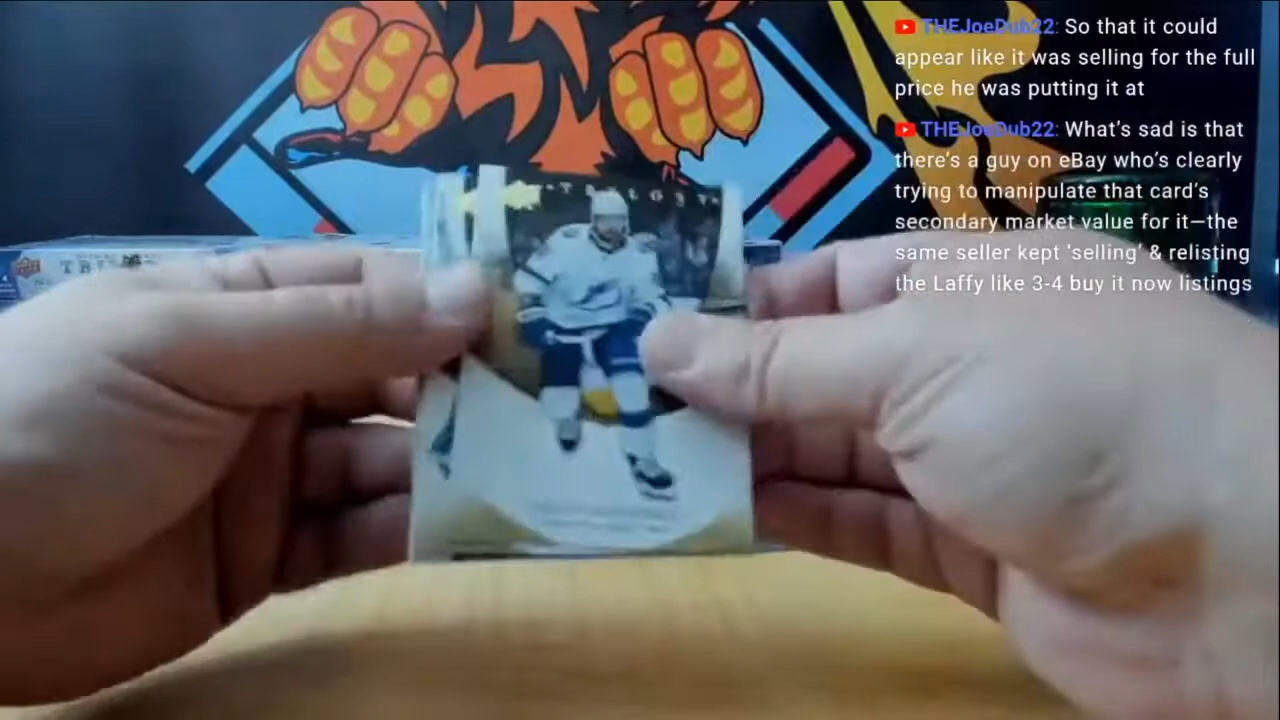 THEJoeDub22: So that it could
appear like it was selling for the full
price he was putting it at
THEJoeDub22: What's sad is that
there's a guy on eBay who's clearly
trying to manipulate that card's
secondary market value for it—the
same seller kept 'selling' & relisting
the Laffy like 3-4 buy it now listings
TRILOGY